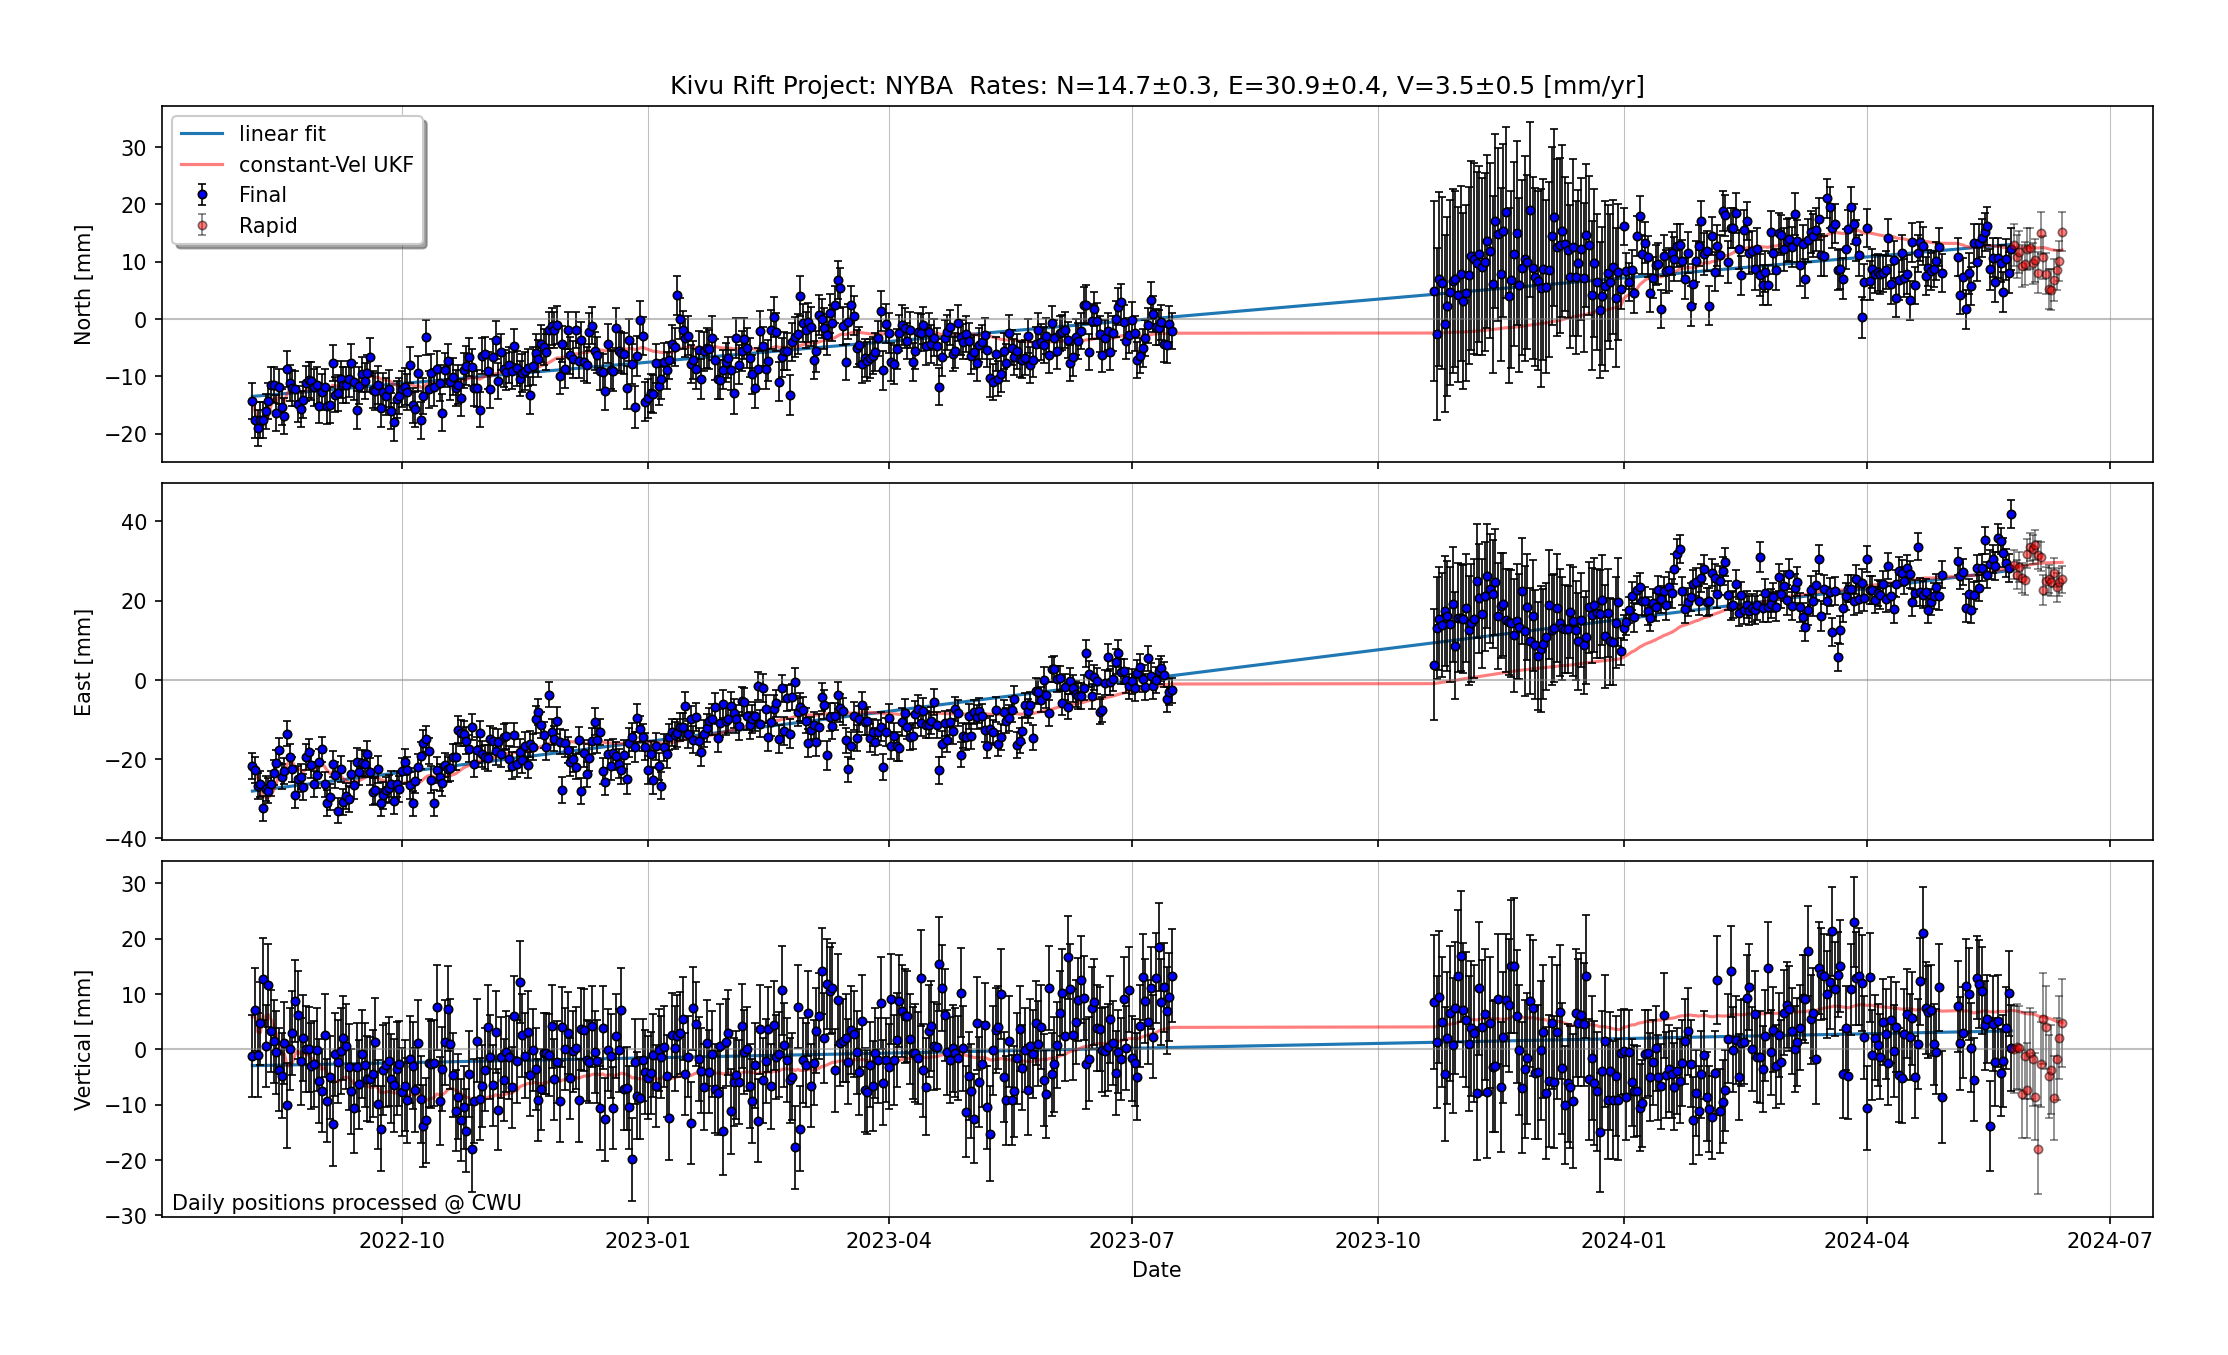 Kivu Rift Project: NYBA  Rates: N=14.7±0.3, E=30.9±0.4, V=3.5±0.5 [mm/yr]
linear fit
constant-Vel UKF
Final
Rapid
North [mm]
30
20
10
0
−10
−20
East [mm]
40
20
0
−20
−40
Vertical [mm]
30
20
10
0
−10
−20
−30
Daily positions processed @ CWU
2022-10
2023-01
2023-04
2023-07
2023-10
2024-01
2024-04
2024-07
Date